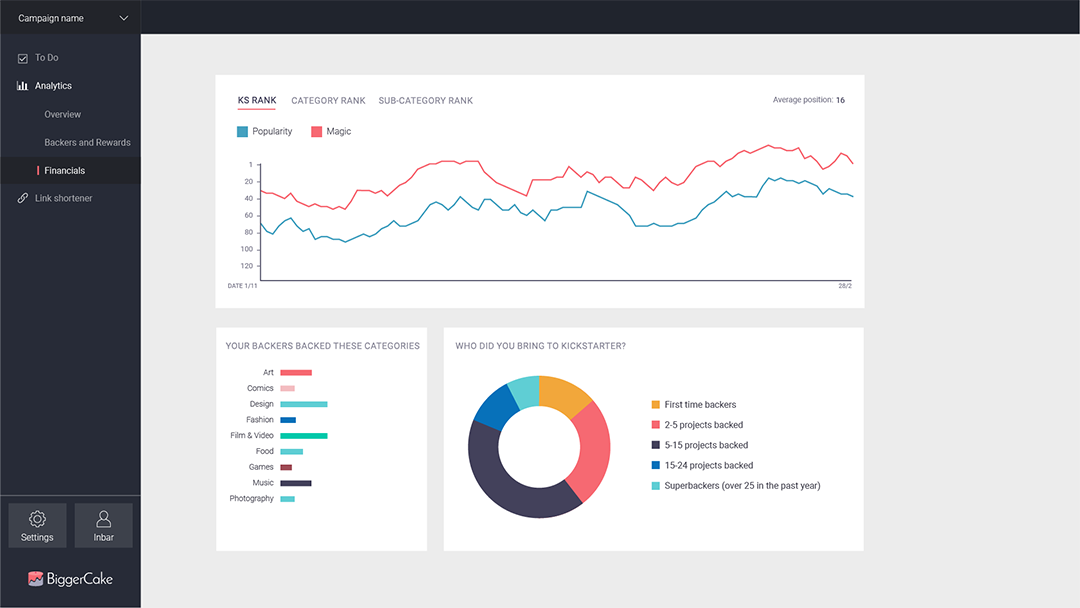 Campaign name
To Do
Analytics
Overview
Backers and Rewards
Financials
Link shortener
Settings
Inbar
BiggerCake
KS RANK CATEGORY RANK SUB-CATEGORY RANK
Average position: 16
Popularity Magic
1
20
40
60
80
100
120
DATE 1/11 28/2
YOUR BACKERS BACKED THESE CATEGORIES
Art
Comics
Design
Fashion
Film & Video
Food
Games
Music
Photography
WHO DID YOU BRING TO KICKSTARTER?
First time backers
2-5 projects backed
5-15 projects backed
15-24 projects backed
Superbackers (over 25 in the past year)